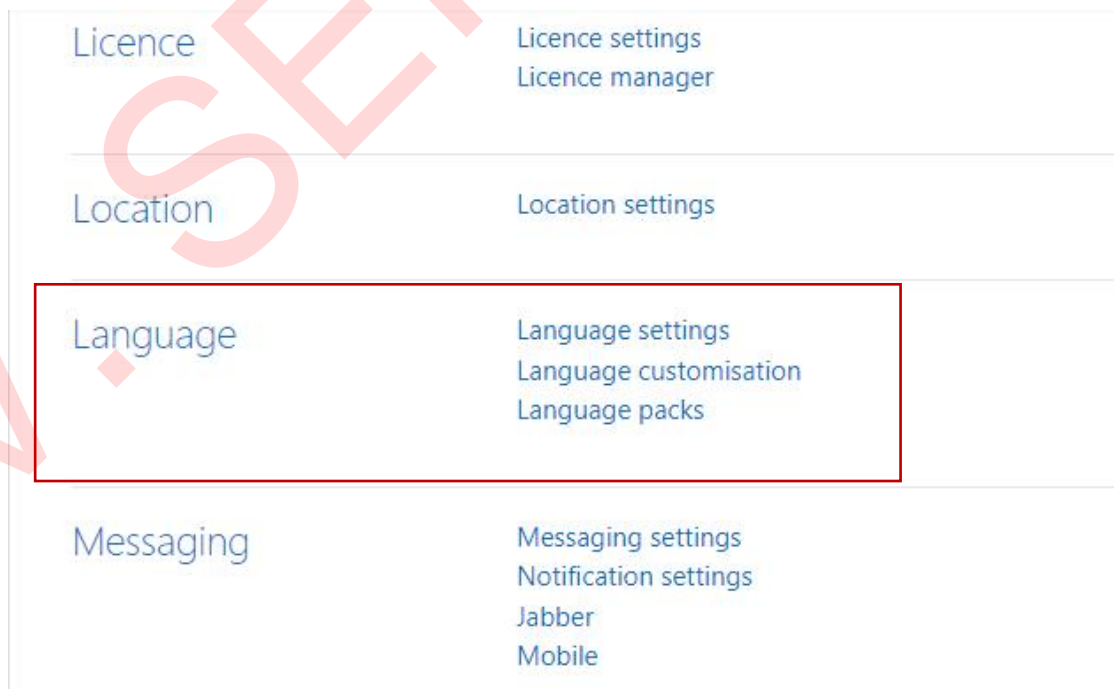 Licence
Licence settings
Licence manager
Location
Location settings
Language
Language settings
Language customisation
Language packs
Messaging
Messaging settings
Notification settings
Jabber
Mobile